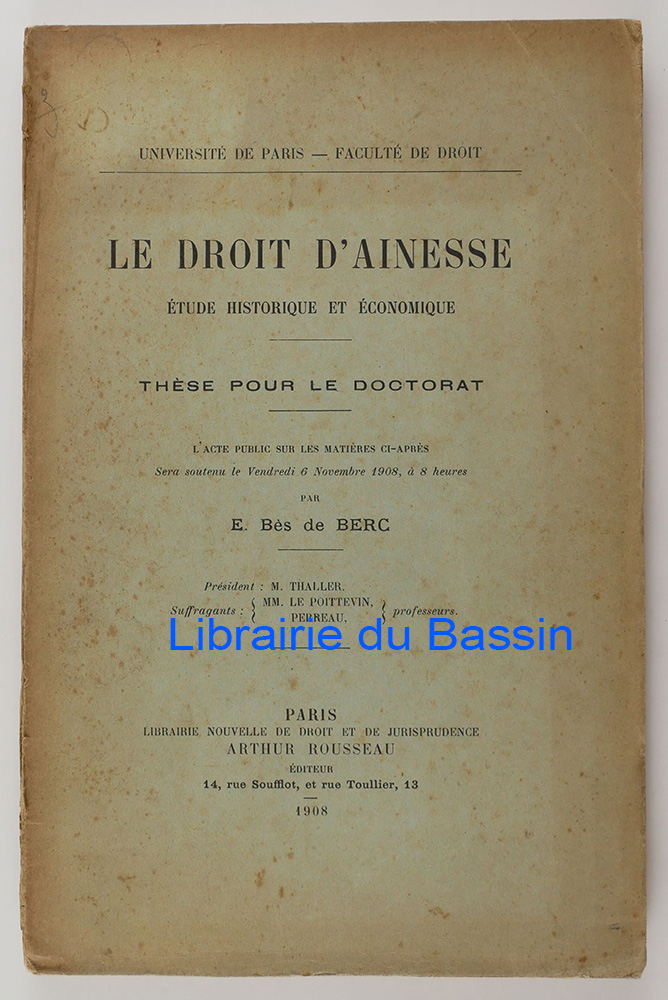 UNIVERSITÉ DE PARIS — FACULTÉ DE DROIT
LE DROIT D'AINESSE
ÉTUDE HISTORIQUE ET ÉCONOMIQUE
THÈSE POUR LE DOCTORAT
L'ACTE PUBLIC SUR LES MATIÈRES CI-APRÈS
Sera soutenu le Vendredi 6 Novembre 1908, à 8 heures
PAR
E. Bès de BERC
Président : M. THALLER.
Suffragants : { MM. LE POITTEVIN, } professeurs.
PERREAU,
Librairie du Bassin
PARIS
LIBRAIRIE NOUVELLE DE DROIT ET DE JURISPRUDENCE
ARTHUR ROUSSEAU
ÉDITEUR
14, rue Soufflot, et rue Toullier, 13
1908